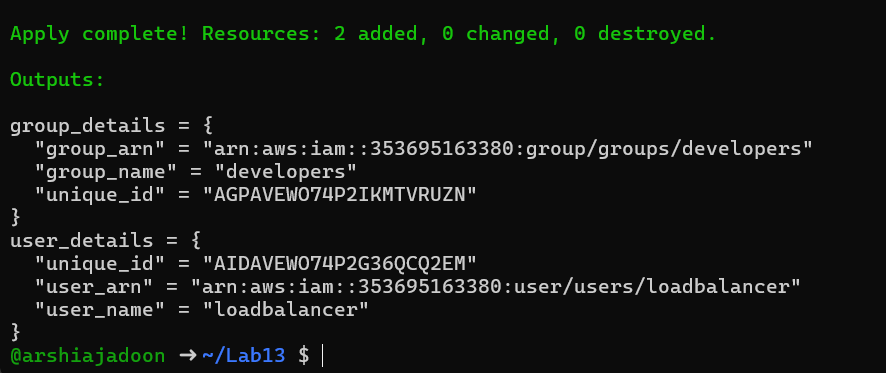 Apply complete! Resources: 2 added, 0 changed, 0 destroyed.
Outputs:
group_details = {
  "group_arn" = "arn:aws:iam::353695163380:group/groups/developers"
  "group_name" = "developers"
  "unique_id" = "AGPAVEWO74P2IKMTVRUZN"
}
user_details = {
  "unique_id" = "AIDAVEWO74P2G36QCQ2EM"
  "user_arn" = "arn:aws:iam::353695163380:user/users/loadbalancer"
  "user_name" = "loadbalancer"
}
@arshiajadoon ➜ ~/Lab13 $